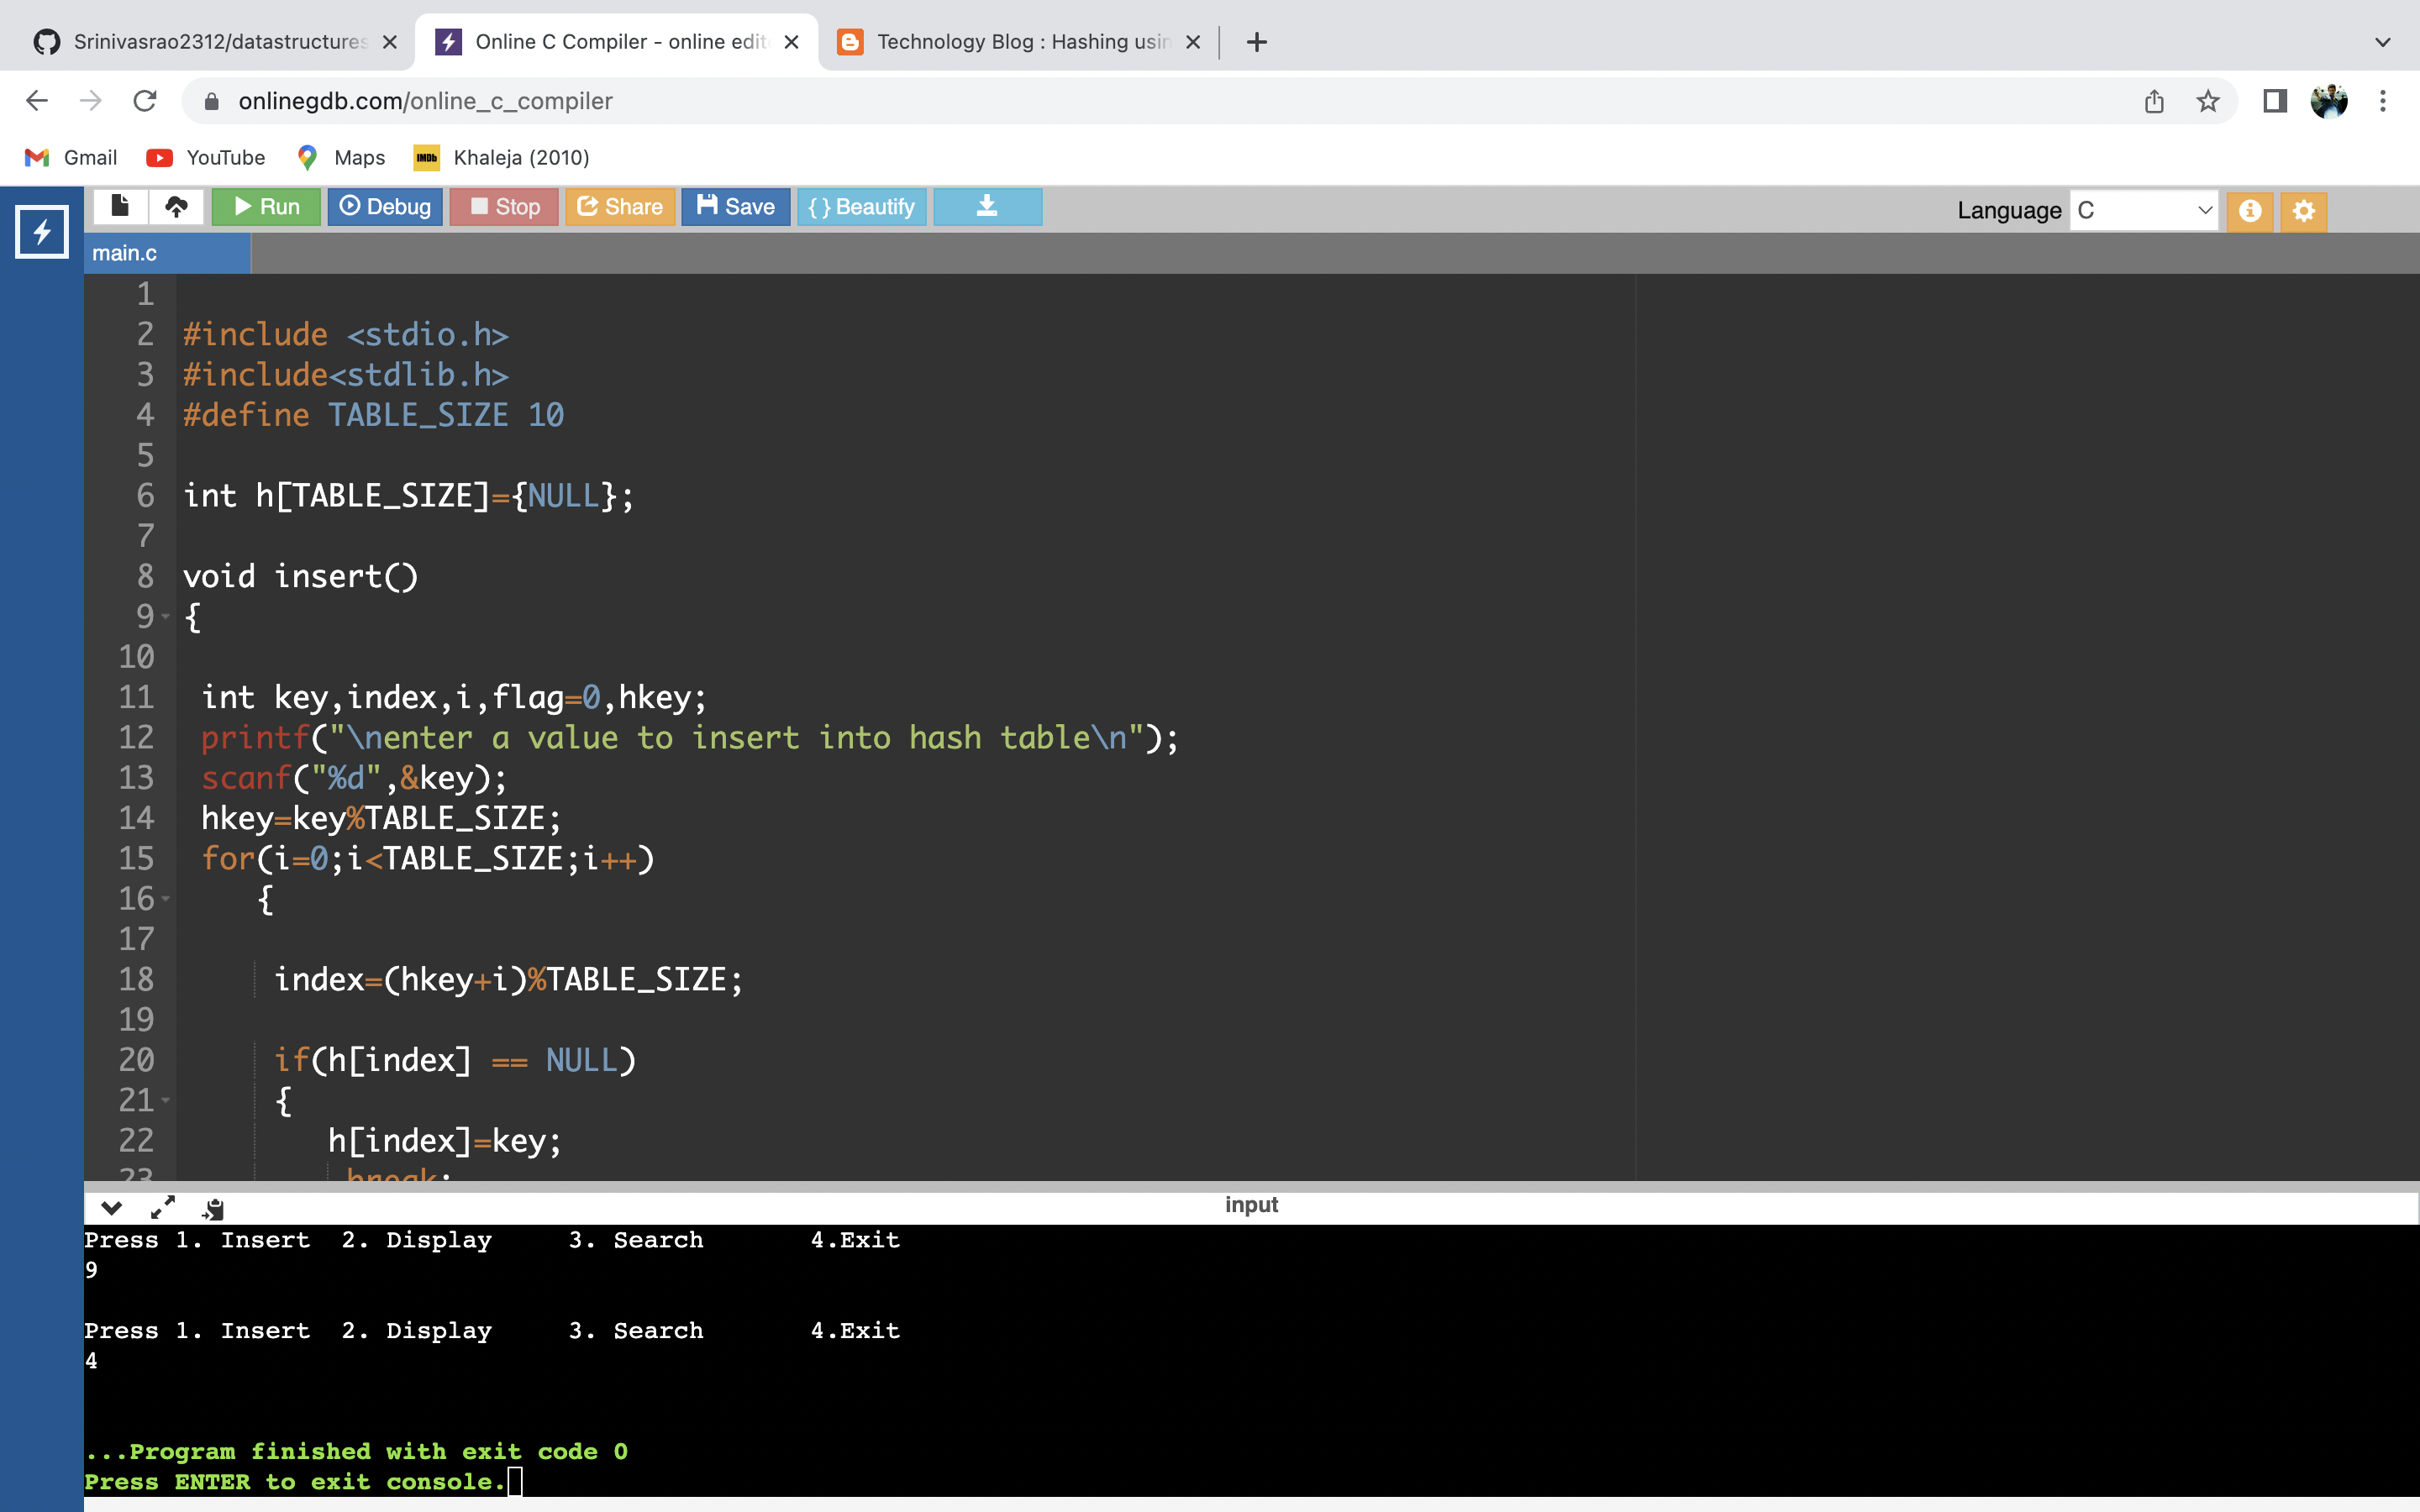 Srinivasrao2312/datastructures
Online C Compiler - online edit
Technology Blog : Hashing usin
onlinegdb.com/online_c_compiler
Gmail YouTube Maps IMDb Khaleja (2010)
Run Debug Stop Share Save {} Beautify Language C
main.c
1
2 #include <stdio.h>
3 #include<stdlib.h>
4 #define TABLE_SIZE 10
5
6 int h[TABLE_SIZE]={NULL};
7
8 void insert()
9 {
10
11 int key,index,i,flag=0,hkey;
12 printf("\nenter a value to insert into hash table\n");
13 scanf("%d",&key);
14 hkey=key%TABLE_SIZE;
15 for(i=0;i<TABLE_SIZE;i++)
16 {
17
18 index=(hkey+i)%TABLE_SIZE;
19
20 if(h[index] == NULL)
21 {
22 h[index]=key;
23 break;
input
Press 1. Insert 2. Display 3. Search 4.Exit
9
Press 1. Insert 2. Display 3. Search 4.Exit
4
...Program finished with exit code 0
Press ENTER to exit console.